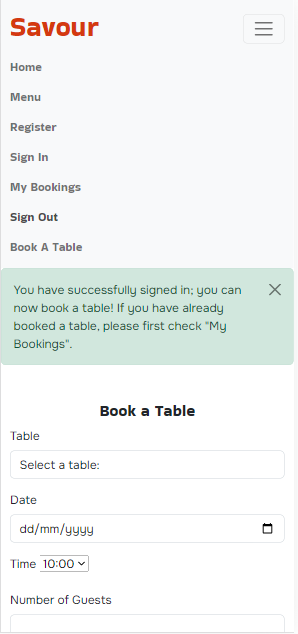 Savour
Home
Menu
Register
Sign In
My Bookings
Sign Out
Book A Table
You have successfully signed in; you can
now book a table! If you have already
booked a table, please first check "My
Bookings".
Book a Table
Table
Select a table:
Date
dd/mm/yyyy
Time 10:00
Number of Guests